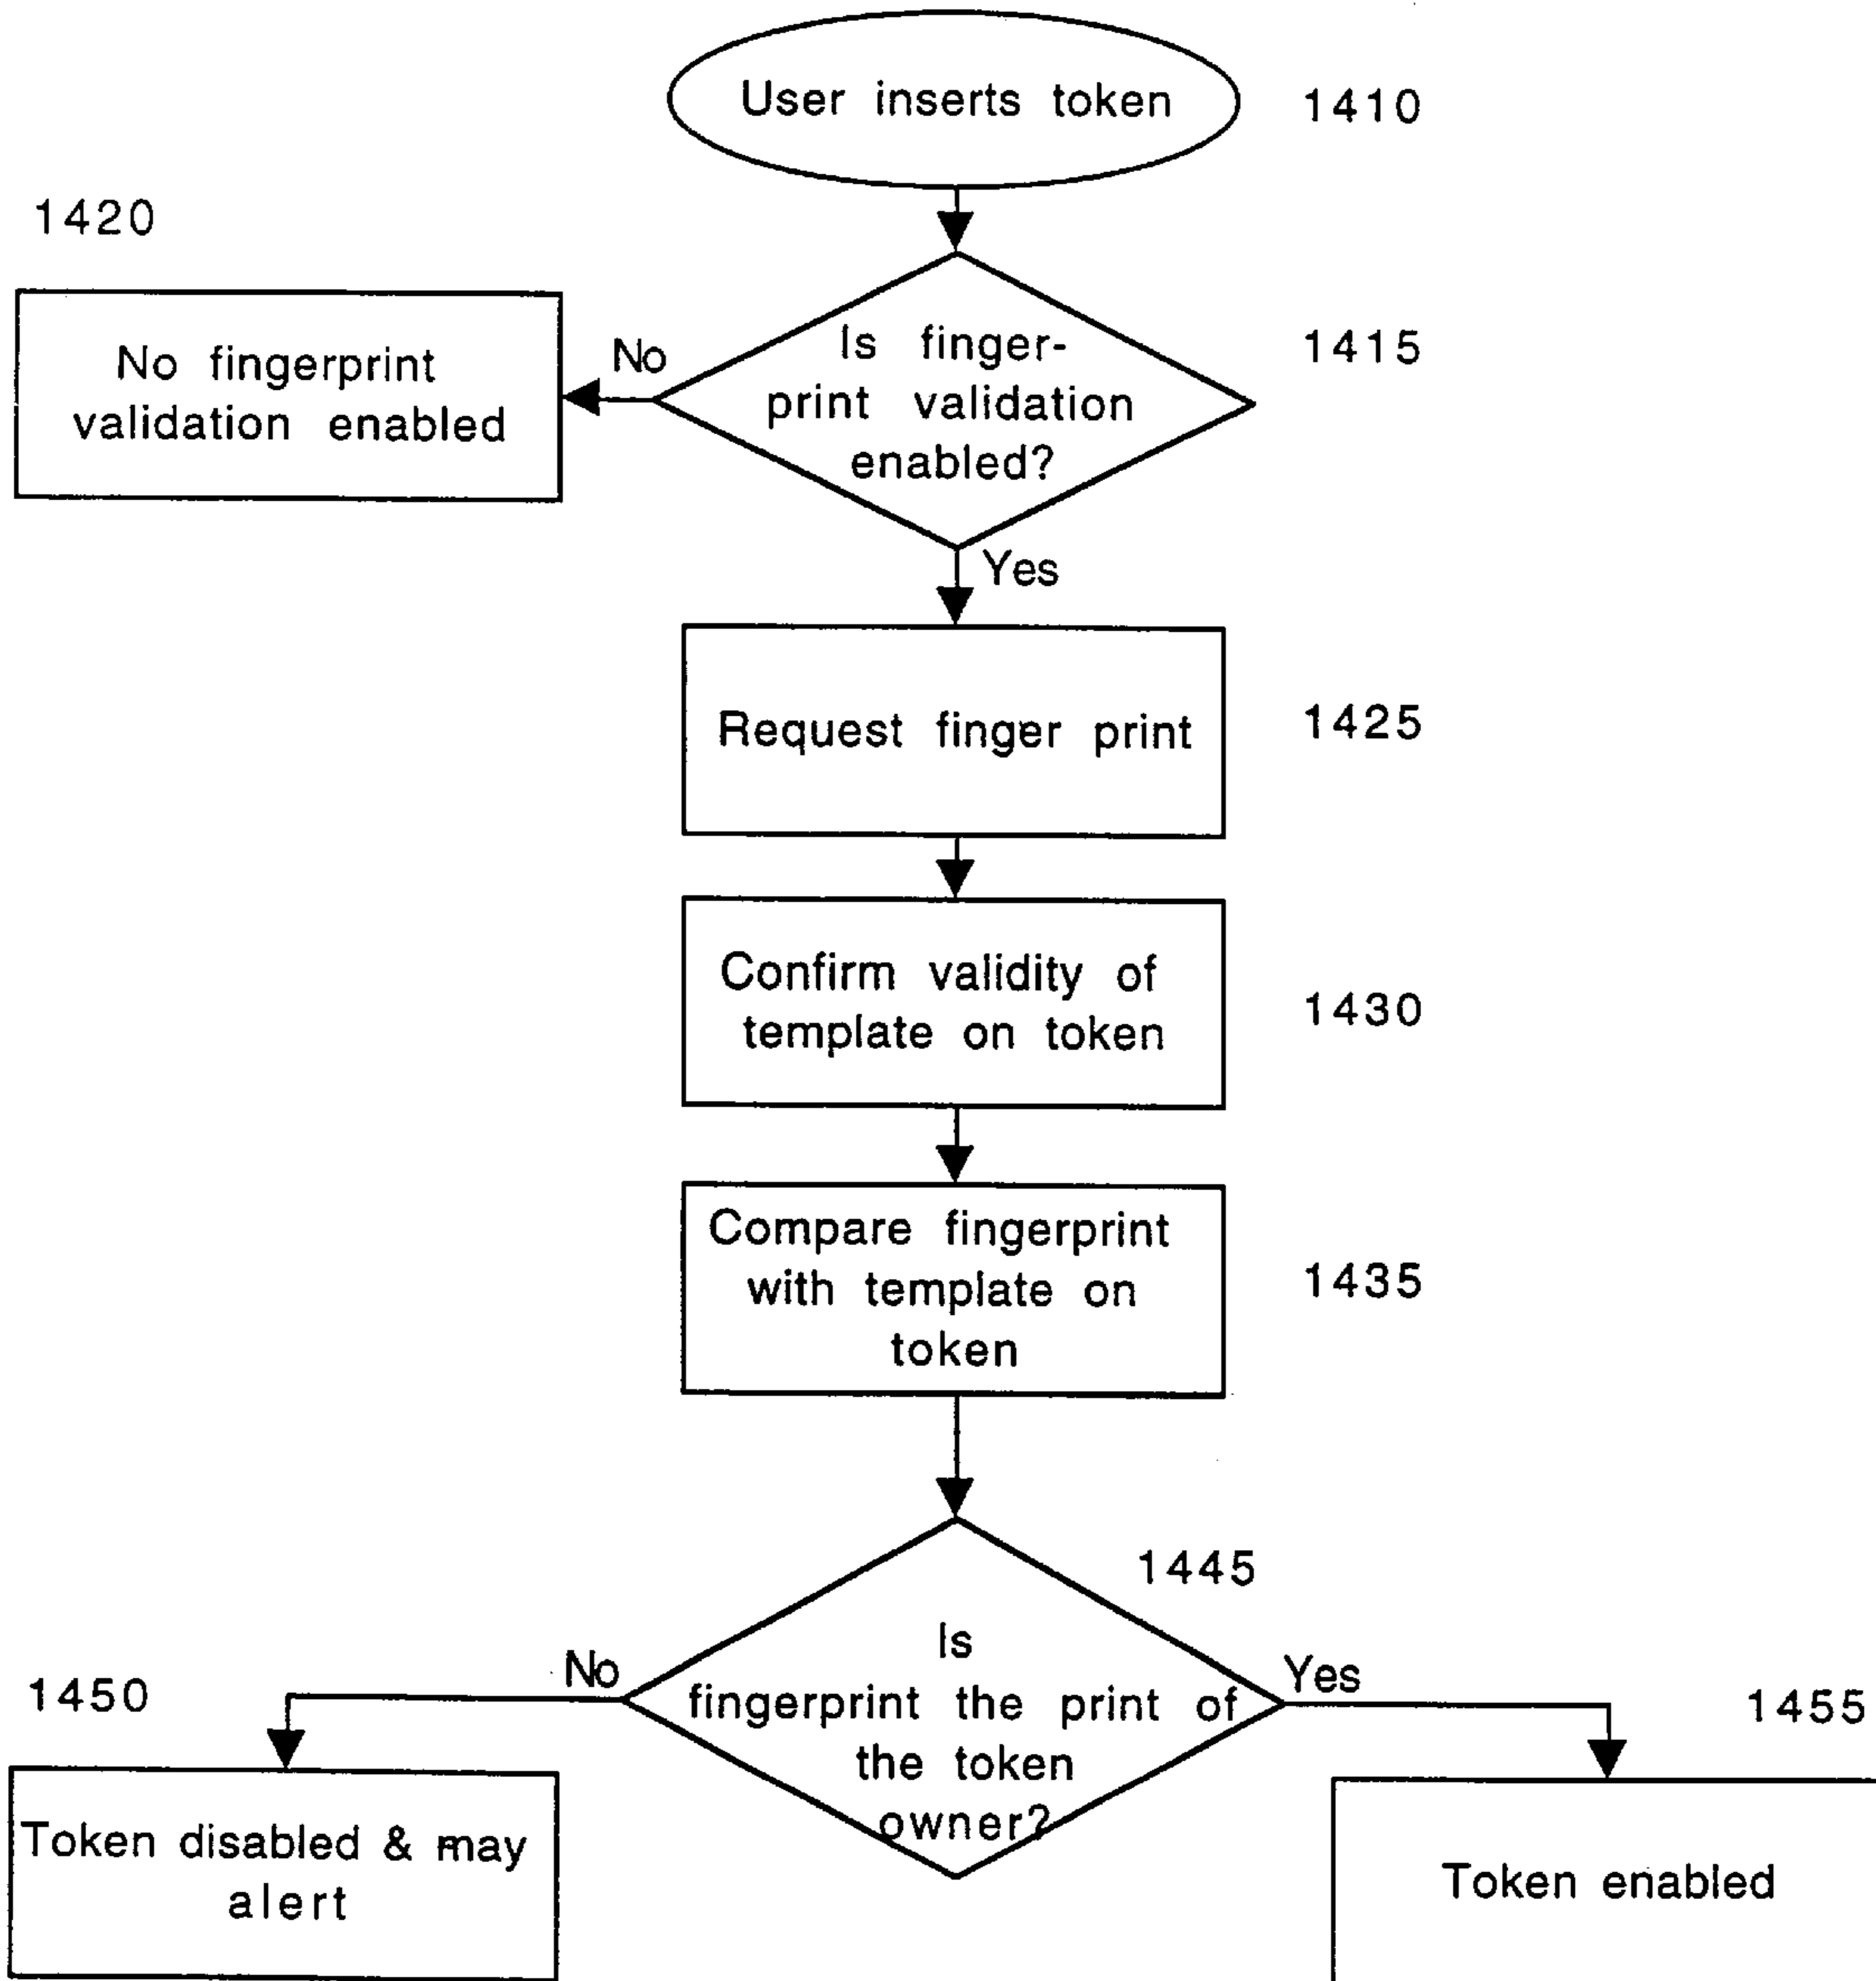 User inserts token
1410
1420
No fingerprint
validation enabled
No
Is finger-
print validation
enabled?
1415
Yes
Request finger print
1425
Confirm validity of
template on token
1430
Compare fingerprint
with template on
token
1435
1445
Is
fingerprint the print of
the token
owner?
No
Yes
1450
Token disabled & may
alert
1455
Token enabled